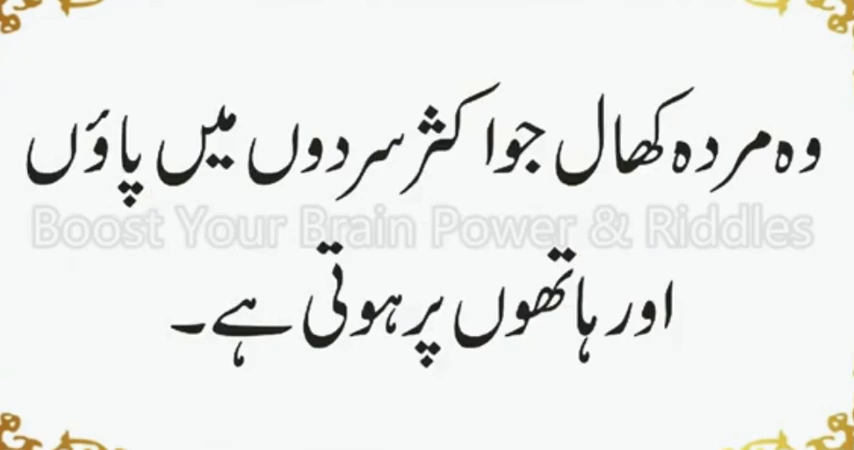 وہ مردہ کھال جو اکثر سردوں میں پاؤں
Boost Your Brain Power & Riddles
اور ہاتھوں پر ہوتی ہے۔